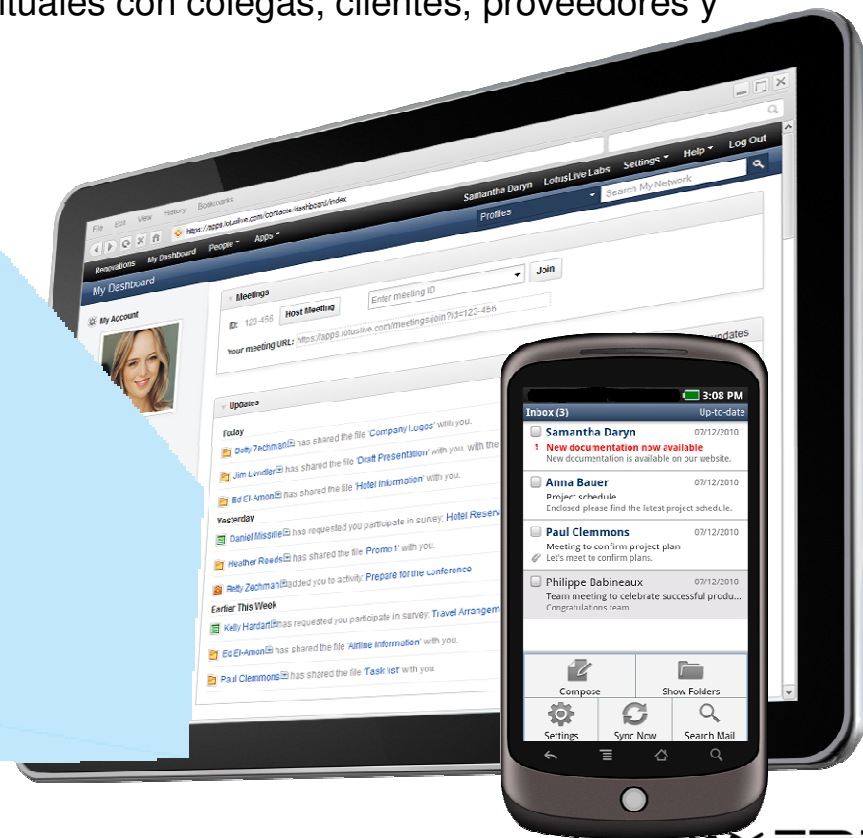 ituales con colegas, clientes, proveedores y
File Edit View History Bookmarks
https://apps.lotuslive.com/contacts/dashboard/index
Renovations My Dashboard People Apps Samantha Daryn LotusLive Labs Settings Help Log Out
My Dashboard Profiles Search My Network
My Account
Meetings
ID: 123-456 Host Meeting Enter meeting ID Join
Your meeting URL: https://apps.lotuslive.com/meetings/join?id=123-456
updates
Updates
Today
Betty Zechman has shared the file 'Company Logos' with you.
Jim Lendler has shared the file 'Draft Presentation' with you. with the
Ed El-Amon has shared the file 'Hotel Information' with you.
Yesterday
Daniel Missille has requested you participate in survey: Hotel Reserv
Heather Reeds has shared the file 'Promo 1' with you.
Betty Zechman added you to activity: Prepare for the Conference
Earlier This Week
Kelly Hardart has requested you participate in survey: Travel Arrangem
Ed El-Amon has shared the file 'Airline Information' with you.
Paul Clemmons has shared the file 'Task list' with you.
3:08 PM
Inbox (3) Up-to-date
Samantha Daryn 07/12/2010
! New documentation now available
New documentation is available on our website.
Anna Bauer 07/12/2010
Project schedule
Enclosed please find the latest project schedule.
Paul Clemmons 07/12/2010
Meeting to confirm project plan
Let's meet to confirm plans.
Philippe Babineaux 07/12/2010
Team meeting to celebrate successful produ...
Congratulations team
Compose Show Folders
Settings Sync Now Search Mail